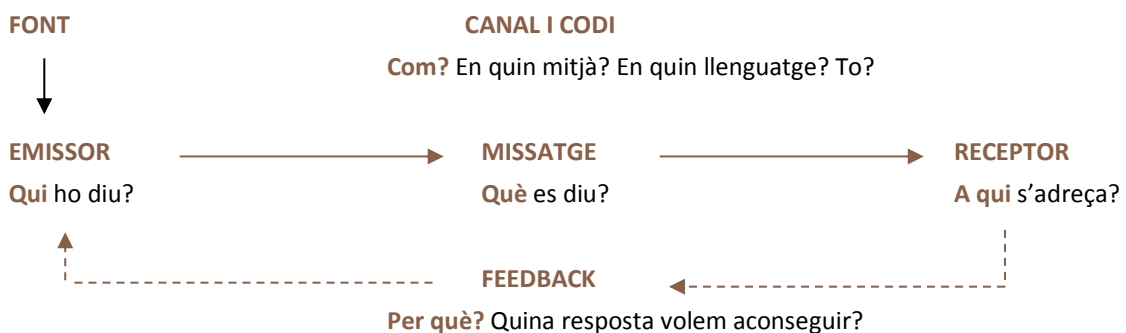 FONT
CANAL I CODI
Com? En quin mitjà? En quin llenguatge? To?
EMISSOR
MISSATGE
RECEPTOR
Qui ho diu?
Què es diu?
A qui s’adreça?
FEEDBACK
Per què? Quina resposta volem aconseguir?